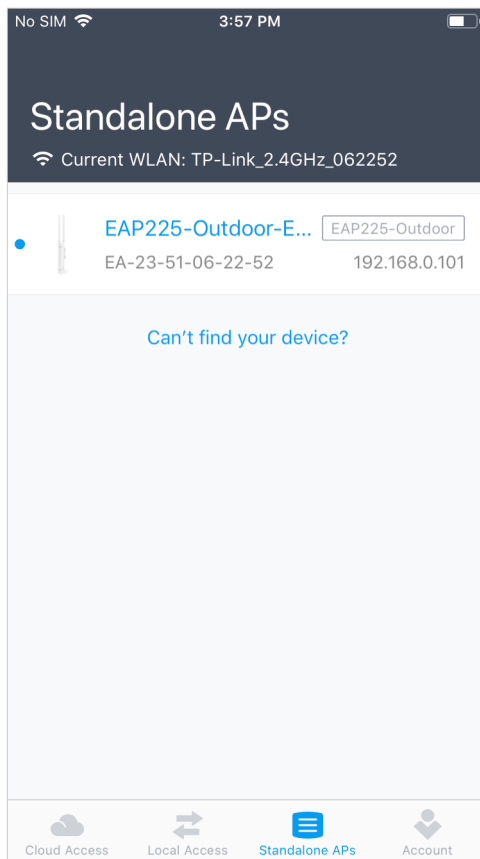 No SIM 3:57 PM
Standalone APs
Current WLAN: TP-Link_2.4GHz_062252
EAP225-Outdoor-E... EAP225-Outdoor
EA-23-51-06-22-52 192.168.0.101
Can't find your device?
Cloud Access Local Access Standalone APs Account